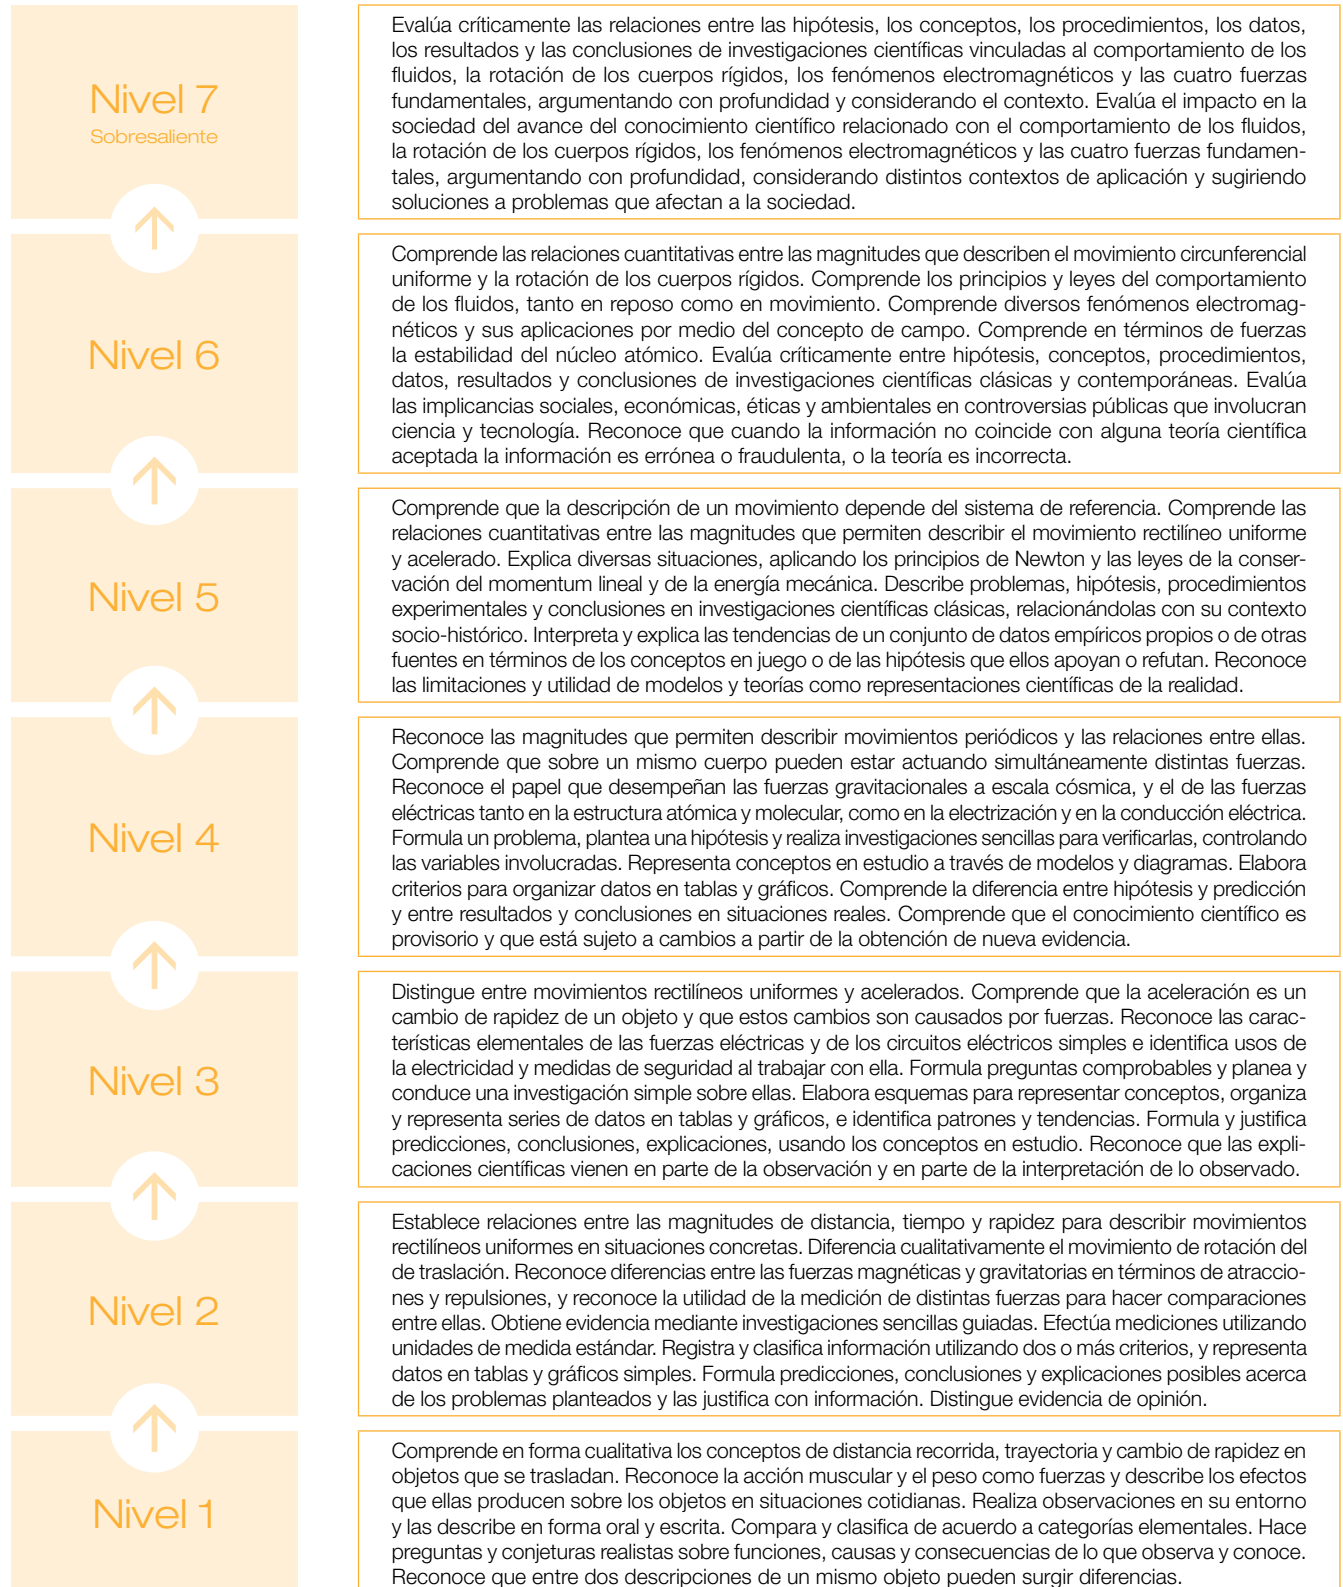 Nivel 7
Sobresaliente
Evalúa críticamente las relaciones entre las hipótesis, los conceptos, los procedimientos, los datos,
los resultados y las conclusiones de investigaciones científicas vinculadas al comportamiento de los
fluidos, la rotación de los cuerpos rígidos, los fenómenos electromagnéticos y las cuatro fuerzas
fundamentales, argumentando con profundidad y considerando el contexto. Evalúa el impacto en la
sociedad del avance del conocimiento científico relacionado con el comportamiento de los fluidos,
la rotación de los cuerpos rígidos, los fenómenos electromagnéticos y las cuatro fuerzas fundamen-
tales, argumentando con profundidad, considerando distintos contextos de aplicación y sugiriendo
soluciones a problemas que afectan a la sociedad.
Nivel 6
Comprende las relaciones cuantitativas entre las magnitudes que describen el movimiento circunferencial
uniforme y la rotación de los cuerpos rígidos. Comprende los principios y leyes del comportamiento
de los fluidos, tanto en reposo como en movimiento. Comprende diversos fenómenos electromag-
néticos y sus aplicaciones por medio del concepto de campo. Comprende en términos de fuerzas
la estabilidad del núcleo atómico. Evalúa críticamente entre hipótesis, conceptos, procedimientos,
datos, resultados y conclusiones de investigaciones científicas clásicas y contemporáneas. Evalúa
las implicancias sociales, económicas, éticas y ambientales en controversias públicas que involucran
ciencia y tecnología. Reconoce que cuando la información no coincide con alguna teoría científica
aceptada la información es errónea o fraudulenta, o la teoría es incorrecta.
Nivel 5
Comprende que la descripción de un movimiento depende del sistema de referencia. Comprende las
relaciones cuantitativas entre las magnitudes que permiten describir el movimiento rectilíneo uniforme
y acelerado. Explica diversas situaciones, aplicando los principios de Newton y las leyes de la conser-
vación del momentum lineal y de la energía mecánica. Describe problemas, hipótesis, procedimientos
experimentales y conclusiones en investigaciones científicas clásicas, relacionándolas con su contexto
socio-histórico. Interpreta y explica las tendencias de un conjunto de datos empíricos propios o de otras
fuentes en términos de los conceptos en juego o de las hipótesis que ellos apoyan o refutan. Reconoce
las limitaciones y utilidad de modelos y teorías como representaciones científicas de la realidad.
Nivel 4
Reconoce las magnitudes que permiten describir movimientos periódicos y las relaciones entre ellas.
Comprende que sobre un mismo cuerpo pueden estar actuando simultáneamente distintas fuerzas.
Reconoce el papel que desempeñan las fuerzas gravitacionales a escala cósmica, y el de las fuerzas
eléctricas tanto en la estructura atómica y molecular, como en la electrización y en la conducción eléctrica.
Formula un problema, plantea una hipótesis y realiza investigaciones sencillas para verificarlas, controlando
las variables involucradas. Representa conceptos en estudio a través de modelos y diagramas. Elabora
criterios para organizar datos en tablas y gráficos. Comprende la diferencia entre hipótesis y predicción
y entre resultados y conclusiones en situaciones reales. Comprende que el conocimiento científico es
provisorio y que está sujeto a cambios a partir de la obtención de nueva evidencia.
Nivel 3
Distingue entre movimientos rectilíneos uniformes y acelerados. Comprende que la aceleración es un
cambio de rapidez de un objeto y que estos cambios son causados por fuerzas. Reconoce las carac-
terísticas elementales de las fuerzas eléctricas y de los circuitos eléctricos simples e identifica usos de
la electricidad y medidas de seguridad al trabajar con ella. Formula preguntas comprobables y planea y
conduce una investigación simple sobre ellas. Elabora esquemas para representar conceptos, organiza
y representa series de datos en tablas y gráficos, e identifica patrones y tendencias. Formula y justifica
predicciones, conclusiones, explicaciones, usando los conceptos en estudio. Reconoce que las expli-
caciones científicas vienen en parte de la observación y en parte de la interpretación de lo observado.
Nivel 2
Establece relaciones entre las magnitudes de distancia, tiempo y rapidez para describir movimientos
rectilíneos uniformes en situaciones concretas. Diferencia cualitativamente el movimiento de rotación del
de traslación. Reconoce diferencias entre las fuerzas magnéticas y gravitatorias en términos de atraccio-
nes y repulsiones, y reconoce la utilidad de la medición de distintas fuerzas para hacer comparaciones
entre ellas. Obtiene evidencia mediante investigaciones sencillas guiadas. Efectúa mediciones utilizando
unidades de medida estándar. Registra y clasifica información utilizando dos o más criterios, y representa
datos en tablas y gráficos simples. Formula predicciones, conclusiones y explicaciones posibles acerca
de los problemas planteados y las justifica con información. Distingue evidencia de opinión.
Nivel 1
Comprende en forma cualitativa los conceptos de distancia recorrida, trayectoria y cambio de rapidez en
objetos que se trasladan. Reconoce la acción muscular y el peso como fuerzas y describe los efectos
que ellas producen sobre los objetos en situaciones cotidianas. Realiza observaciones en su entorno
y las describe en forma oral y escrita. Compara y clasifica de acuerdo a categorías elementales. Hace
preguntas y conjeturas realistas sobre funciones, causas y consecuencias de lo que observa y conoce.
Reconoce que entre dos descripciones de un mismo objeto pueden surgir diferencias.